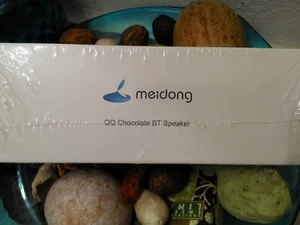 meidong
QQ Chocolate BT Speaker